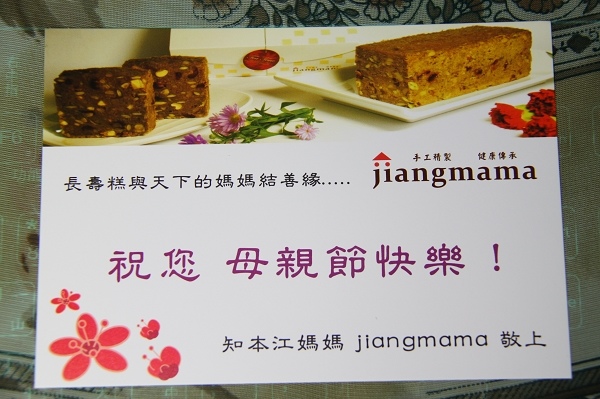 jiangmama
手工精製 健康傳承
jiangmama
長壽糕與天下的媽媽結善緣.....
祝您 母親節快樂！
知本江媽媽 jiangmama 敬上